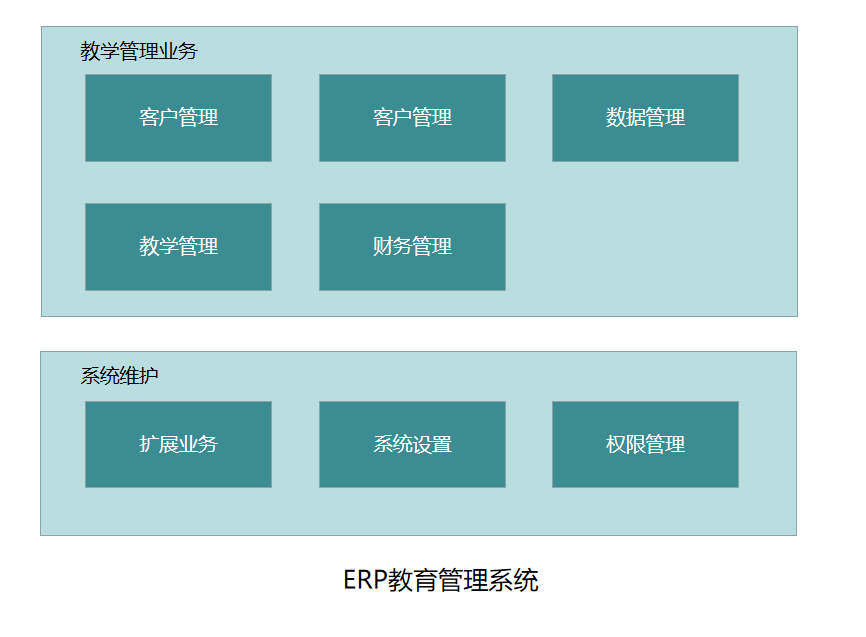 教学管理业务
客户管理
客户管理
数据管理
教学管理
财务管理
系统维护
扩展业务
系统设置
权限管理
ERP教育管理系统